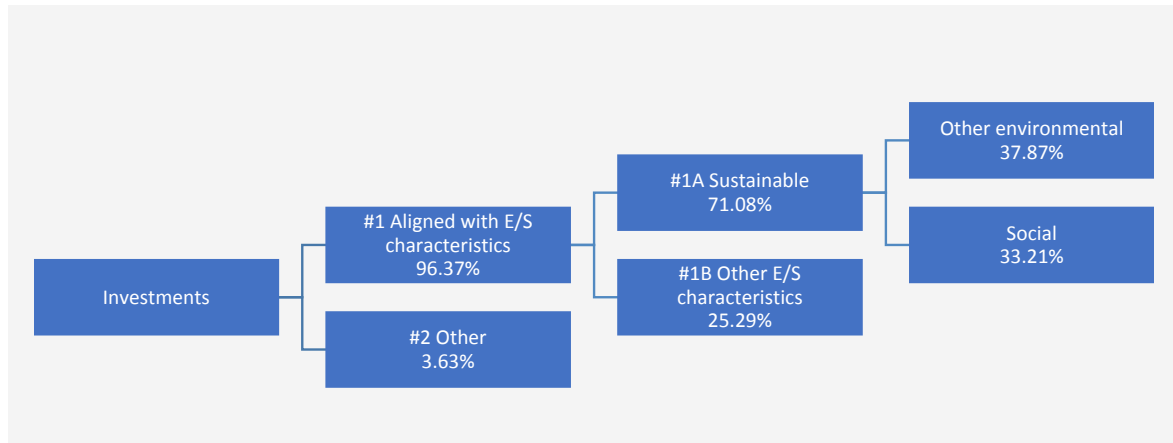 Investments
#1 Aligned with E/S
characteristics
96.37%
#2 Other
3.63%
#1A Sustainable
71.08%
#1B Other E/S
characteristics
25.29%
Other environmental
37.87%
Social
33.21%